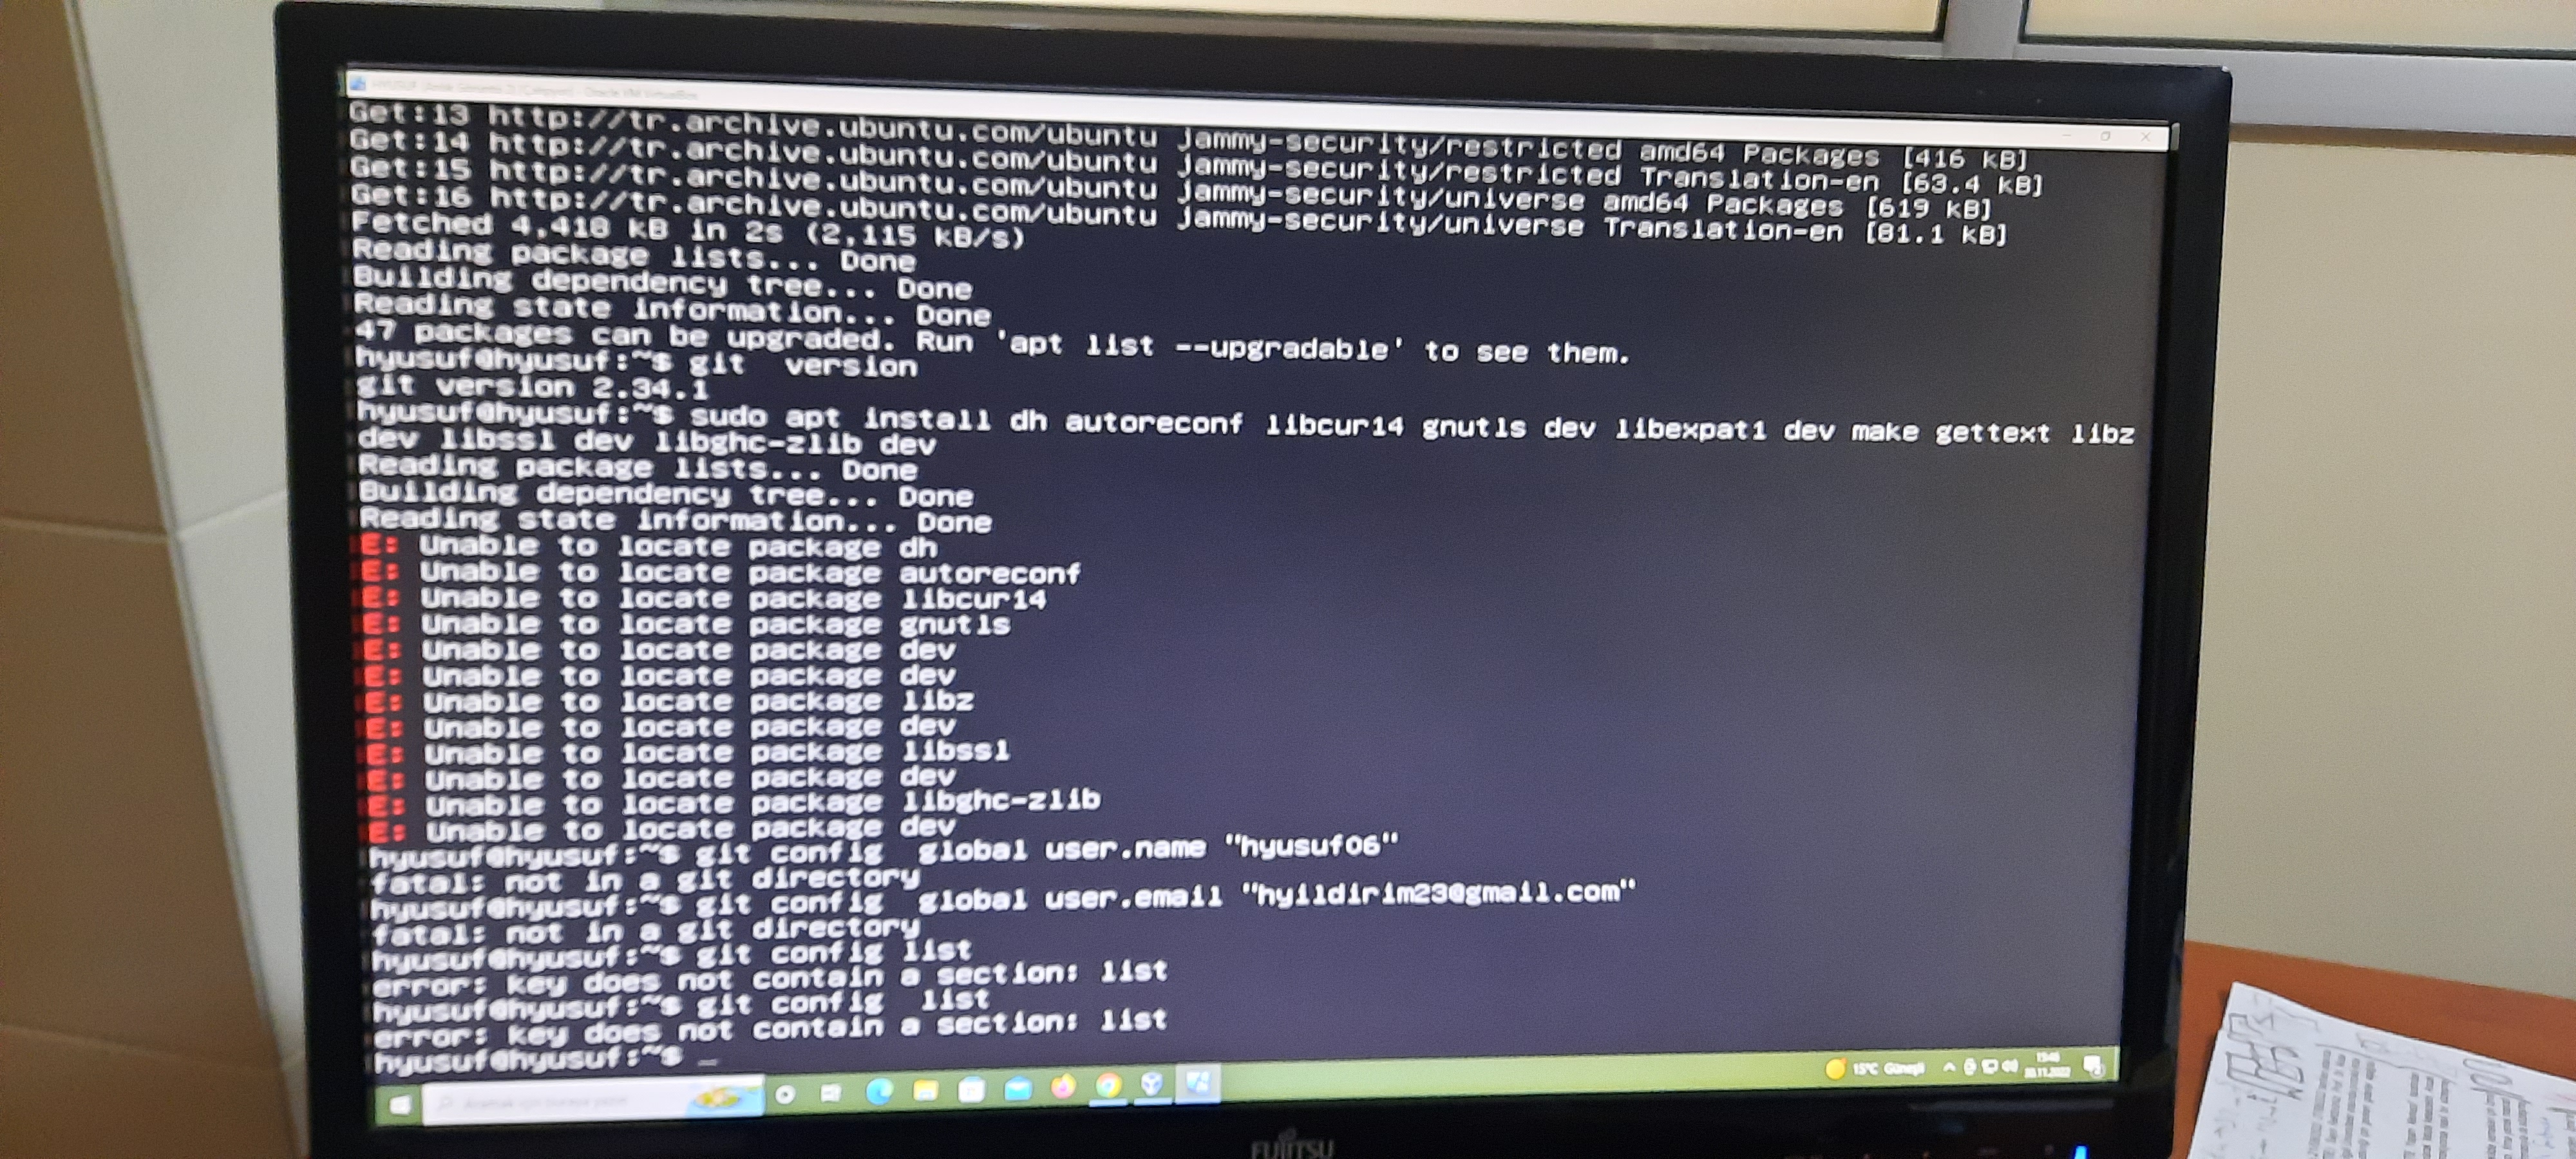 Oracle VM VirtualBox
Get:13 http://tr.archive.ubuntu.com/ubuntu jammy-security/restricted amd64 Packages [416 kB]
Get:14 http://tr.archive.ubuntu.com/ubuntu jammy-security/restricted Translation-en [63.4 kB]
Get:15 http://tr.archive.ubuntu.com/ubuntu jammy-security/universe amd64 Packages [619 kB]
Get:16 http://tr.archive.ubuntu.com/ubuntu jammy-security/universe Translation-en [81.1 kB]
Fetched 4,418 kB in 2s (2,115 kB/s)
Reading package lists... Done
Building dependency tree... Done
Reading state information... Done
47 packages can be upgraded. Run 'apt list --upgradable' to see them.
hyusuf@hyusuf:~$ git  version
git version 2.34.1
hyusuf@hyusuf:~$ sudo apt install dh autoreconf libcur14 gnutls dev libexpat1 dev make gettext libz
dev libssl dev libghc-zlib dev
Reading package lists... Done
Building dependency tree... Done
Reading state information... Done
E: Unable to locate package dh
E: Unable to locate package autoreconf
E: Unable to locate package libcur14
E: Unable to locate package gnutls
E: Unable to locate package dev
E: Unable to locate package dev
E: Unable to locate package libz
E: Unable to locate package dev
E: Unable to locate package libssl
E: Unable to locate package dev
E: Unable to locate package libghc-zlib
E: Unable to locate package dev
hyusuf@hyusuf:~$ git config  global user.name "hyusuf06"
fatal: not in a git directory
hyusuf@hyusuf:~$ git config  global user.email "hyildirim23@gmail.com"
fatal: not in a git directory
hyusuf@hyusuf:~$ git config list
error: key does not contain a section: list
hyusuf@hyusuf:~$ git config  list
error: key does not contain a section: list
hyusuf@hyusuf:~$ _
15°C Güneşli
FUJITSU